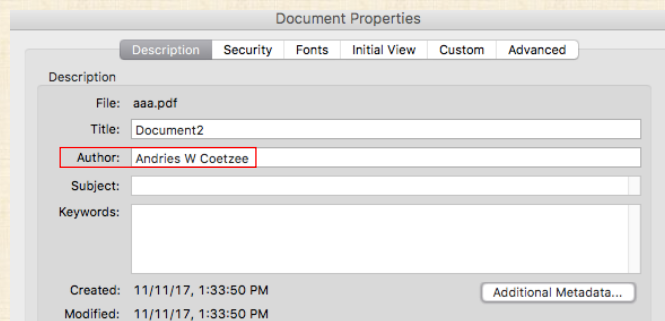 Document Properties
Description Security Fonts Initial View Custom Advanced
Description
File: aaa.pdf
Title: Document2
Author: Andries W Coetzee
Subject:
Keywords:
Created: 11/11/17, 1:33:50 PM
Additional Metadata...
Modified: 11/11/17, 1:33:50 PM